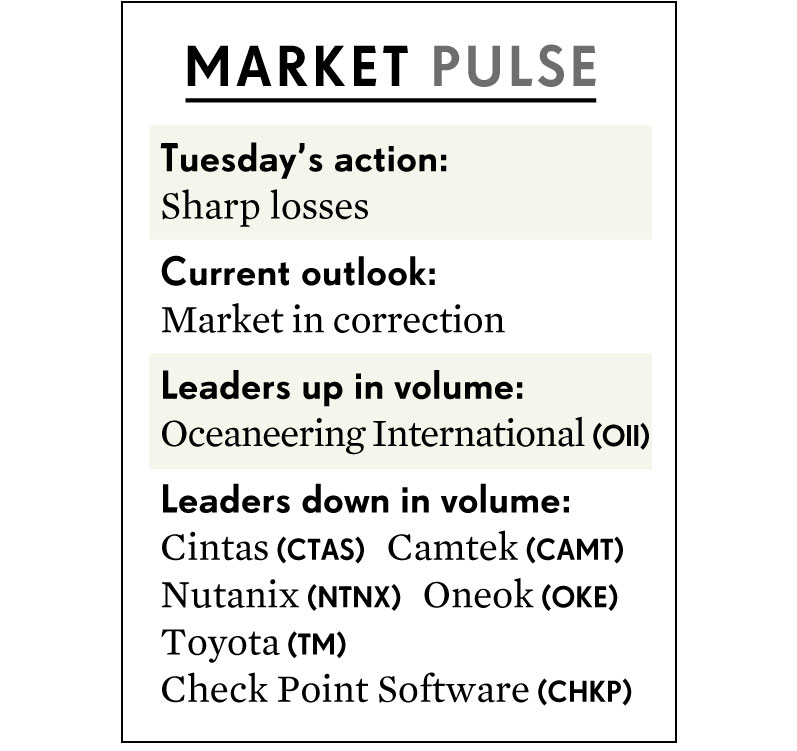 MARKET PULSE
Tuesday’s action:
Sharp losses
Current outlook:
Market in correction
Leaders up in volume:
Oceaneering International (OII)
Leaders down in volume:
Cintas (CTAS) Camtek (CAMT)
Nutanix (NTNX) Oneok (OKE)
Toyota (TM)
Check Point Software (CHKP)